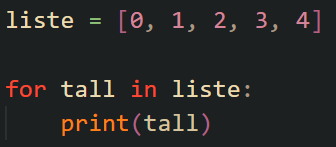 liste = [0, 1, 2, 3, 4]

for tall in liste:
    print(tall)